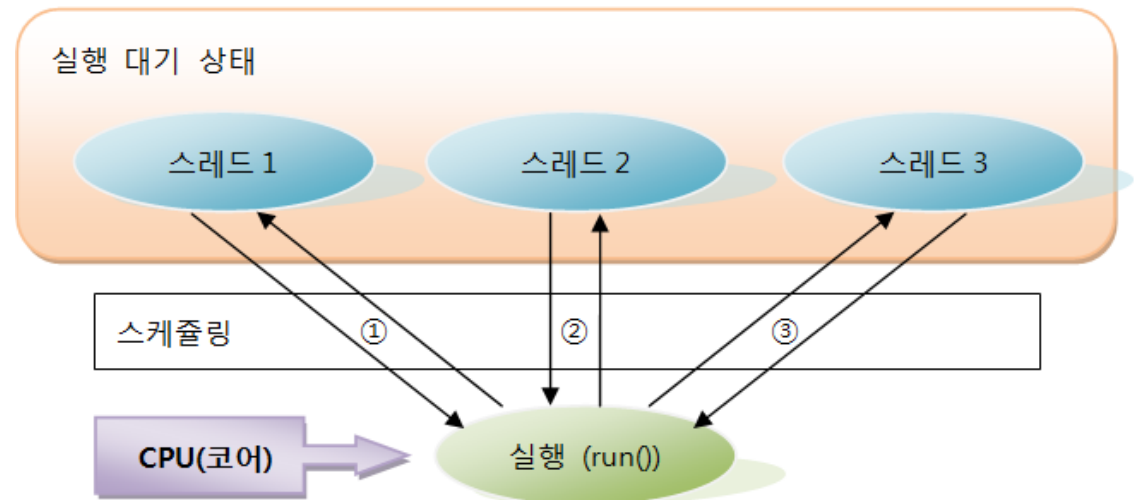 실행 대기 상태
스레드 1
스레드 2
스레드 3
스케쥴링
①
②
③
CPU(코어)
실행 (run())